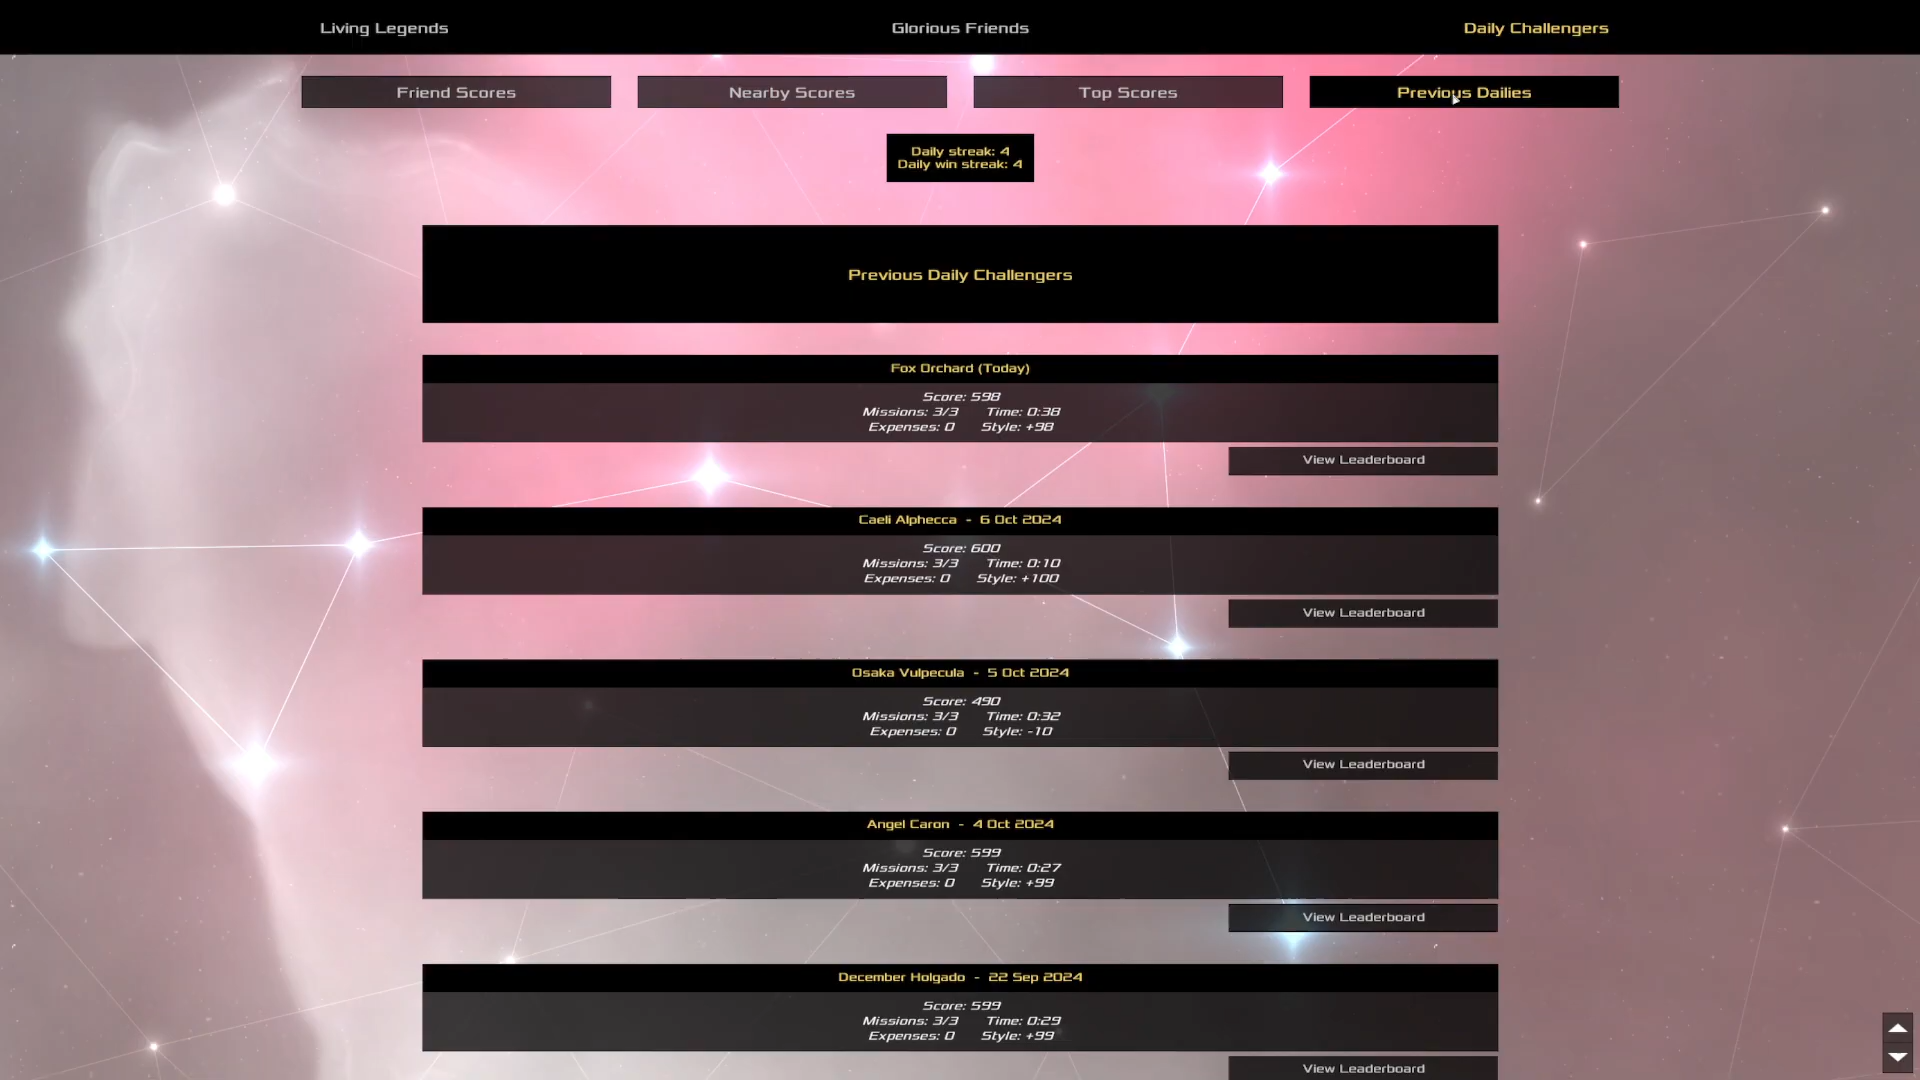 Living Legends
Glorious Friends
Daily Challengers
Friend Scores
Nearby Scores
Top Scores
Previous Dailies
Daily streak: 4
Daily win streak: 4
Previous Daily Challengers
Fox Orchard (Today)
Score: 598
Missions: 3/3 Time: 0:38
Expenses: 0 Style: +98
View Leaderboard
Caeli Alphecca - 6 Oct 2024
Score: 600
Missions: 3/3 Time: 0:10
Expenses: 0 Style: +100
View Leaderboard
Osaka Vulpecula - 5 Oct 2024
Score: 490
Missions: 3/3 Time: 0:32
Expenses: 0 Style: -10
View Leaderboard
Angel Caron - 4 Oct 2024
Score: 599
Missions: 3/3 Time: 0:27
Expenses: 0 Style: +99
View Leaderboard
December Holgado - 22 Sep 2024
Score: 599
Missions: 3/3 Time: 0:29
Expenses: 0 Style: +99
View Leaderboard